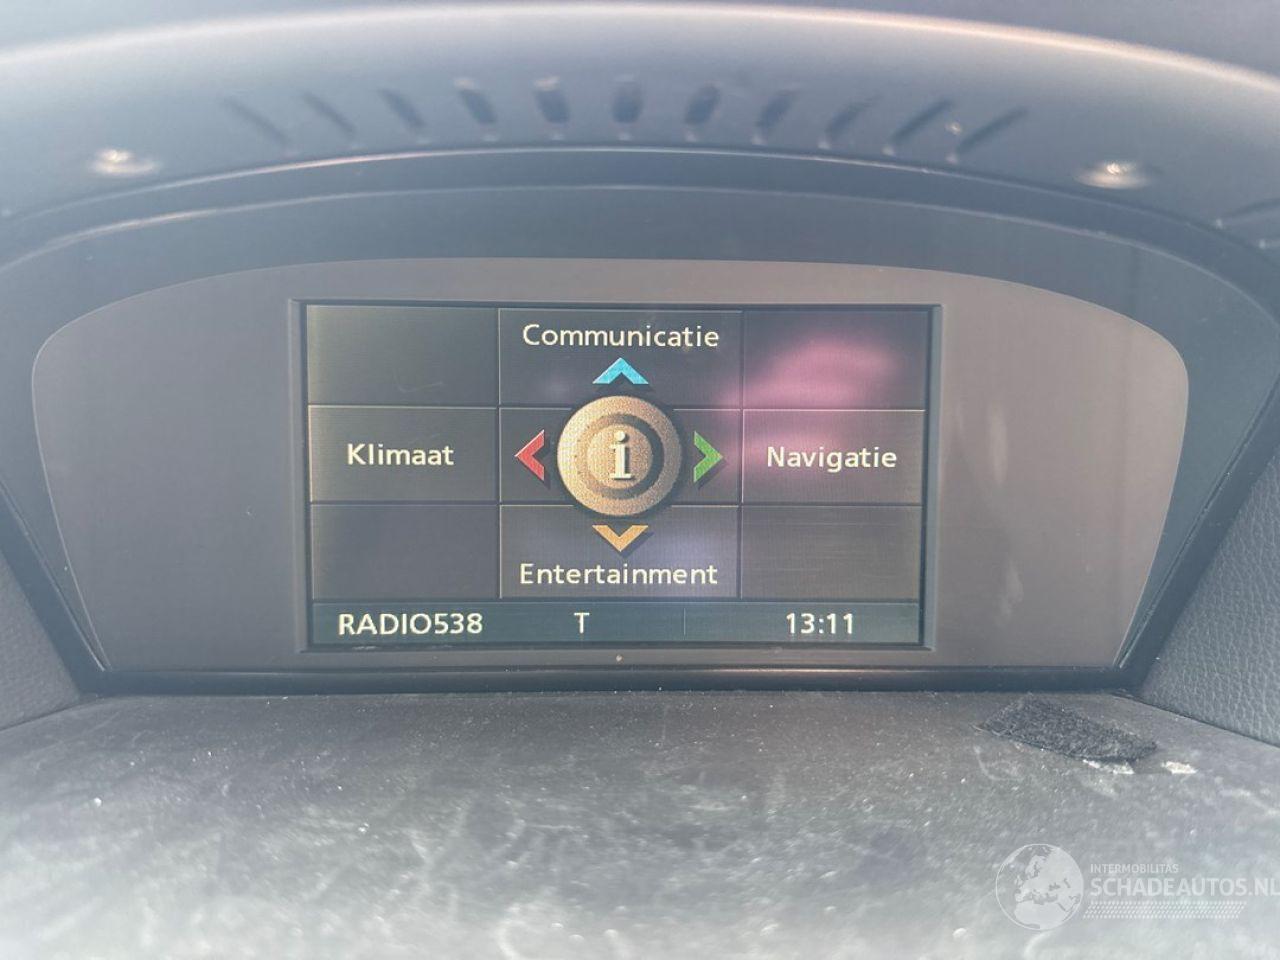 Communicatie
Klimaat
i
Navigatie
Entertainment
RADIO538 T 13:11
INTERMOBILITAS
SCHADEAUTOS.NL